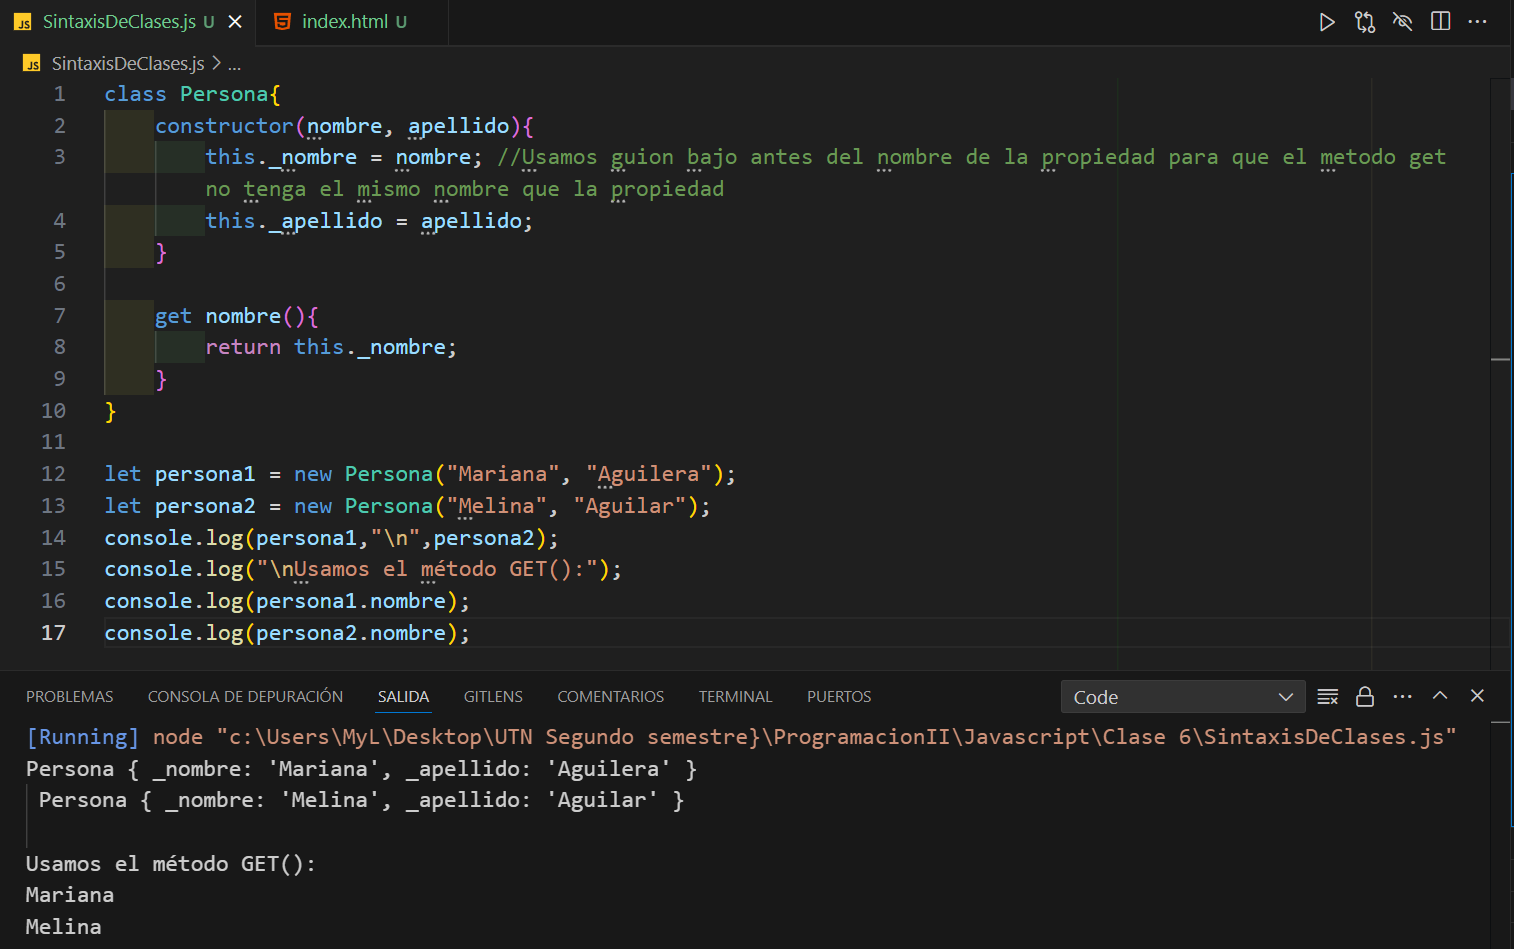 JS SintaxisDeClases.js U × 5 index.html U ...
JS SintaxisDeClases.js > ...
1 class Persona{
2 constructor(nombre, apellido){
3 this._nombre = nombre; //Usamos guion bajo antes del nombre de la propiedad para que el metodo get
no tenga el mismo nombre que la propiedad
4 this._apellido = apellido;
5 }
6
7 get nombre(){
8 return this._nombre;
9 }
10 }
11
12 let persona1 = new Persona("Mariana", "Aguilera");
13 let persona2 = new Persona("Melina", "Aguilar");
14 console.log(persona1,"\n",persona2);
15 console.log("\nUsamos el método GET():");
16 console.log(persona1.nombre);
17 console.log(persona2.nombre);
PROBLEMAS CONSOLA DE DEPURACIÓN SALIDA GITLENS COMENTARIOS TERMINAL PUERTOS Code ...
[Running] node "c:\Users\MyL\Desktop\UTN Segundo semestre}\ProgramacionII\Javascript\Clase 6\SintaxisDeClases.js"
Persona { _nombre: 'Mariana', _apellido: 'Aguilera' }
Persona { _nombre: 'Melina', _apellido: 'Aguilar' }
Usamos el método GET():
Mariana
Melina